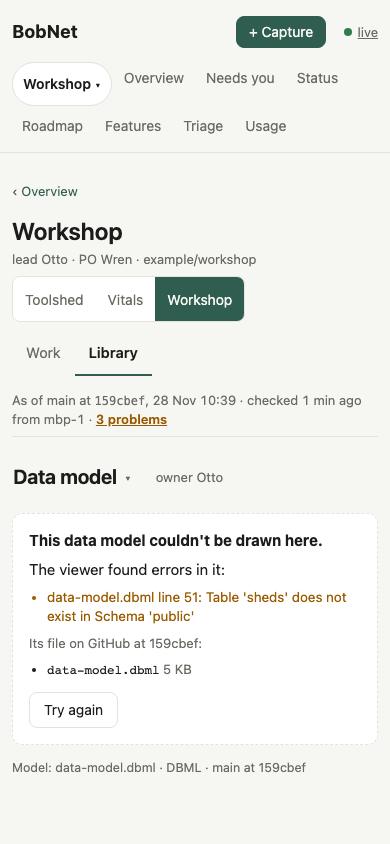 BobNet
+ Capture
live
Workshop ▾
Overview
Needs you
Status
Roadmap
Features
Triage
Usage
‹ Overview
Workshop
lead Otto · PO Wren · example/workshop
Toolshed
Vitals
Workshop
Work
Library
As of main at 159cbef, 28 Nov 10:39 · checked 1 min ago
from mbp-1 · 3 problems
Data model ▾
owner Otto
This data model couldn't be drawn here.
The viewer found errors in it:
• data-model.dbml line 51: Table 'sheds' does not
exist in Schema 'public'
Its file on GitHub at 159cbef:
• data-model.dbml 5 KB
Try again
Model: data-model.dbml · DBML · main at 159cbef